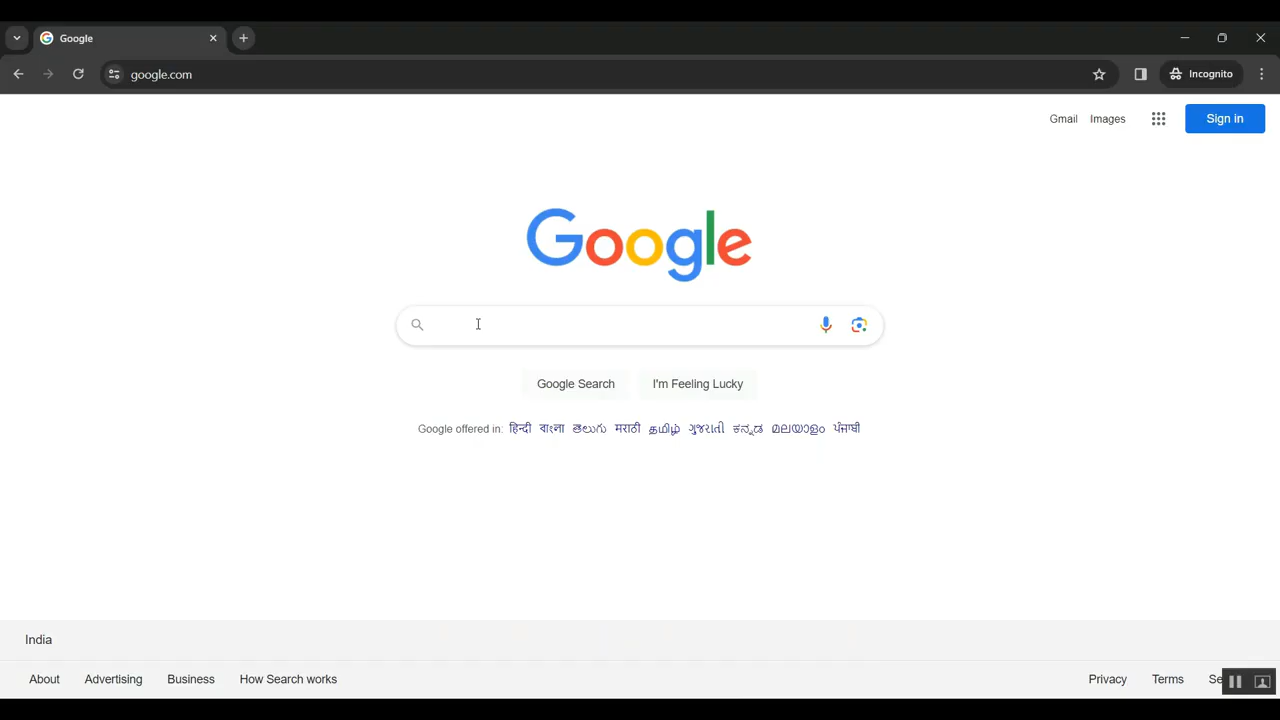 Google
google.com
Incognito
Gmail Images
Sign in
Google
Google Search I'm Feeling Lucky
Google offered in: हिन्दी বাংলা తెలుగు मराठी தமிழ் ગુજરાતી ಕನ್ನಡ മലയാളം ਪੰਜਾਬੀ
India
About Advertising Business How Search works Privacy Terms